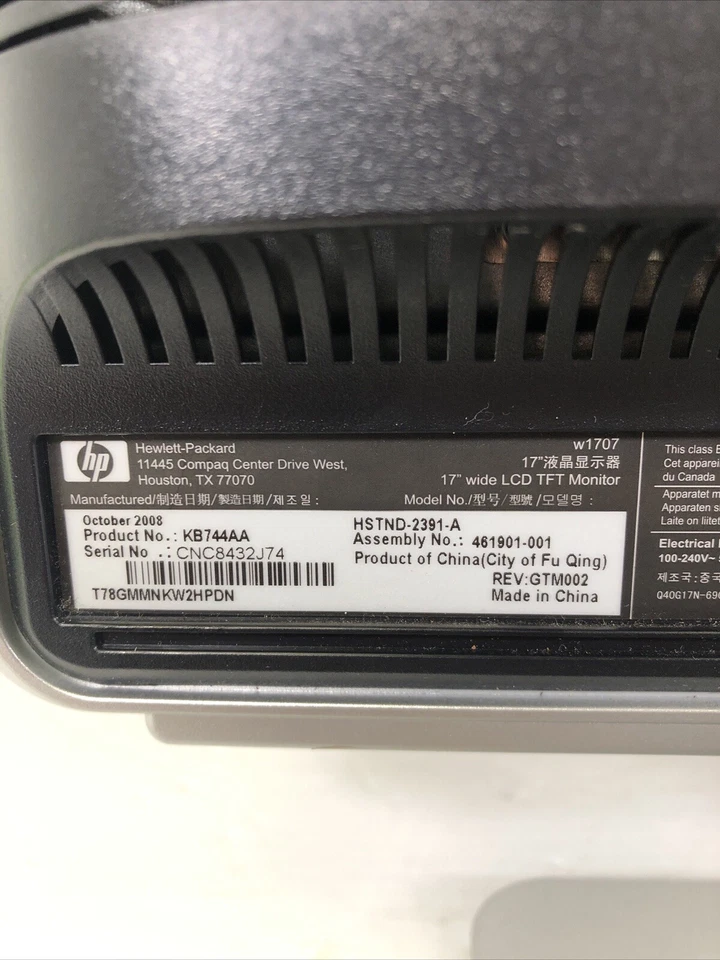 hp
Hewlett-Packard
11445 Compaq Center Drive West,
Houston, TX 77070
w1707
17"液晶显示器
17" wide LCD TFT Monitor
Manufactured/制造日期/製造日期/제조일 :
Model No./型号/型號/모델명 :
October 2008
Product No.: KB744AA
Serial No .: CNC8432J74
T78GMMNKW2HPDN
HSTND-2391-A
Assembly No.: 461901-001
Product of China(City of Fu Qing)
REV:GTM002
Made in China
This class
Cet apparei
du Canada
Apparatet m
Apparaten s
Laite on liite
Electrical
100-240V~
제조국: 중국
Q40G17N-69